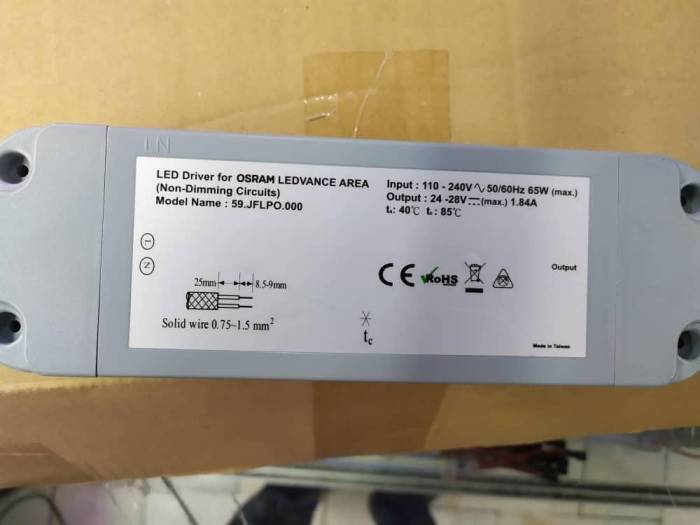 IN
LED Driver for OSRAM LEDVANCE AREA
(Non-Dimming Circuits)
Model Name : 59.JFLPO.000
Input : 110 - 240V ∿ 50/60Hz 65W (max.)
Output : 24 -28V ⎓ (max.) 1.84A
ta: 40℃ tc: 85℃
L
N
25mm
8.5-9mm
Solid wire 0.75~1.5 mm²
tc
CE
RoHS
Output
Made in Taiwan